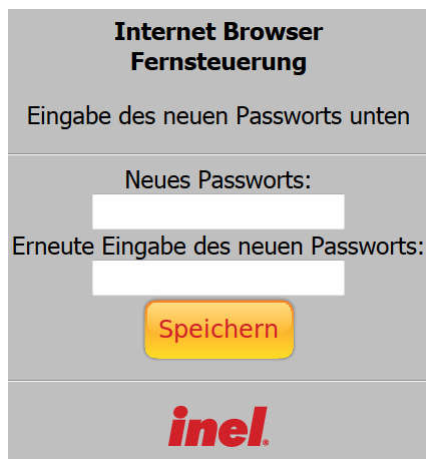 Internet Browser
Fernsteuerung
Eingabe des neuen Passworts unten
Neues Passworts:
Erneute Eingabe des neuen Passworts:
Speichern
inel.